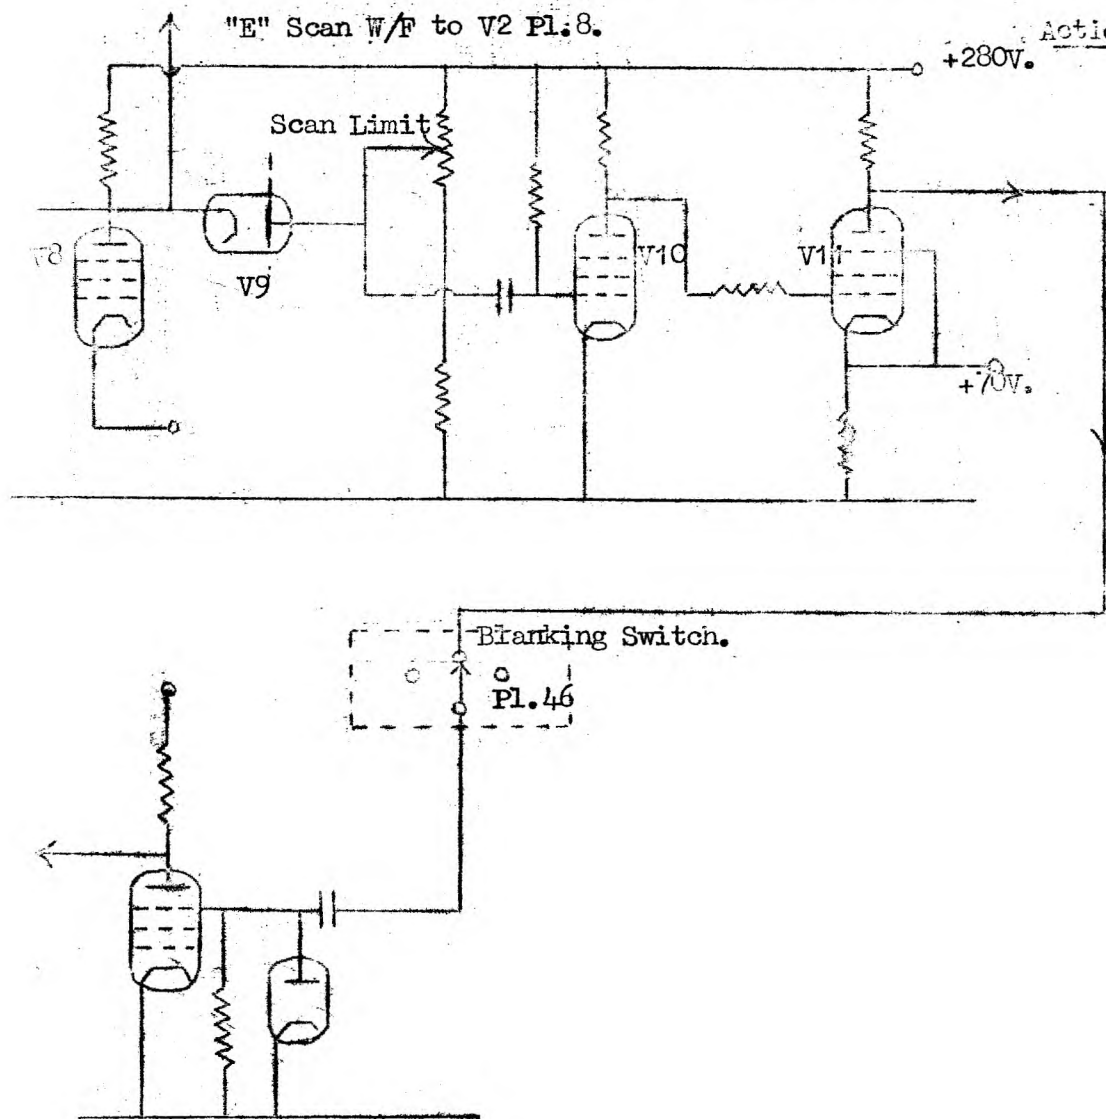 "E" Scan W/F to V2 Pl.8.
+280V.
Scan Limit
V8
V9
V10
V11
+70V.
Blanking Switch.
Pl.46